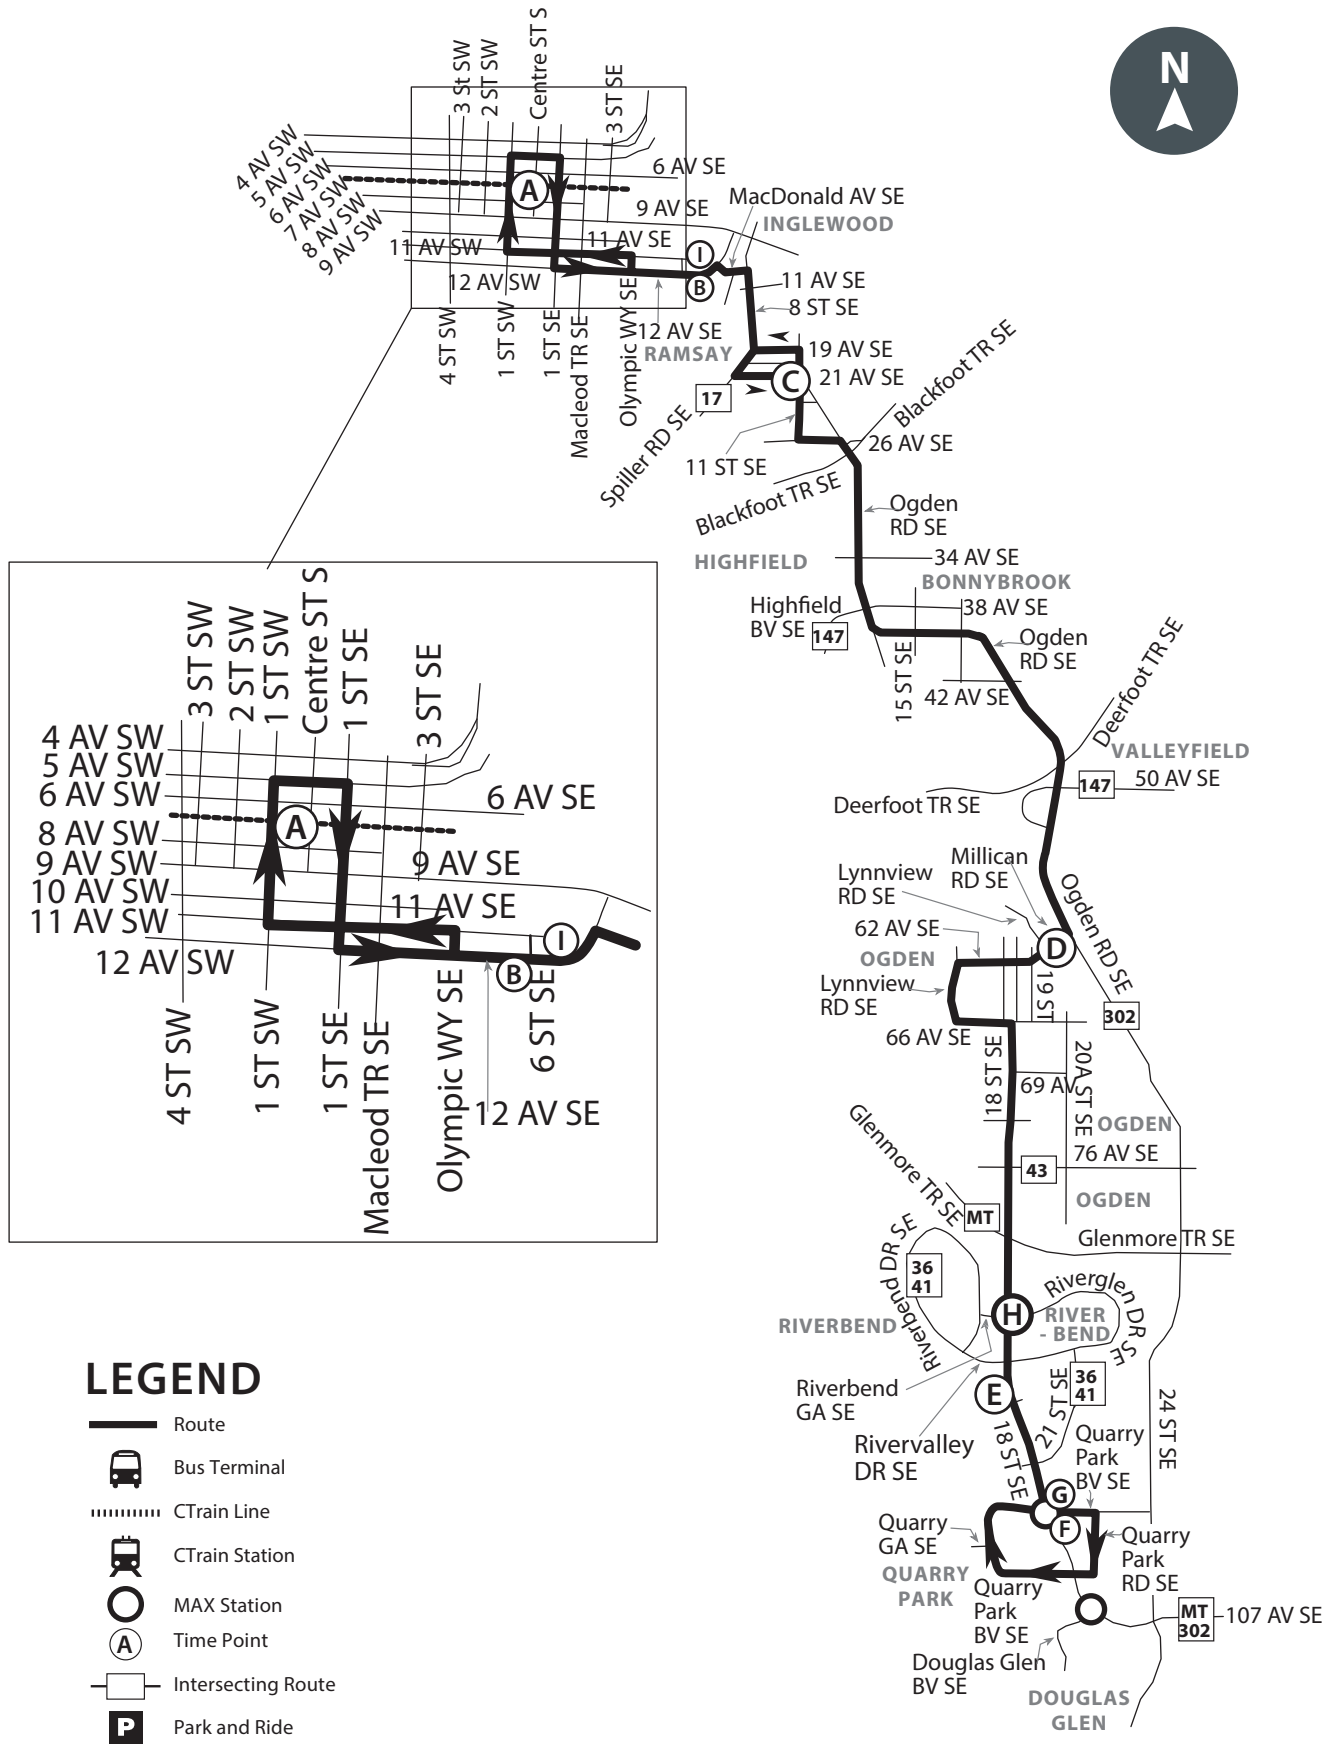 N
3 St SW
2 ST SW
Centre ST S
3 ST SE
4 AV SW
5 AV SW
6 AV SW
7 AV SW
8 AV SW
9 AV SW
6 AV SE
A
9 AV SE
MacDonald AV SE
INGLEWOOD
11 AV SW
11 AV SE
I
12 AV SW
B
11 AV SE
8 ST SE
12 AV SE
RAMSAY
4 ST SW
1 ST SW
1 ST SE
Macleod TR SE
Olympic WY SE
19 AV SE
C
21 AV SE
17
Spiller RD SE
Blackfoot TR SE
26 AV SE
11 ST SE
Blackfoot TR SE
Ogden
RD SE
HIGHFIELD
34 AV SE
BONNYBROOK
Highfield
BV SE
147
38 AV SE
Ogden
RD SE
15 ST SE
42 AV SE
Deerfoot TR SE
VALLEYFIELD
147
50 AV SE
Deerfoot TR SE
Millican
RD SE
Lynnview
RD SE
Ogden RD SE
62 AV SE
D
OGDEN
Lynnview
RD SE
19 ST
302
66 AV SE
18 ST SE
20A ST SE
69 AV
OGDEN
76 AV SE
43
OGDEN
Glenmore TR SE
MT
Glenmore TR SE
Riverbend DR SE
36
41
Riverbend
H
Riverglen DR
SE
RIVER
- BEND
RIVERBEND
Riverbend
GA SE
E
36
41
21 ST SE
24 ST SE
Rivervalley
DR SE
18 ST SE
Quarry
Park
BV SE
G
F
Quarry
GA SE
QUARRY
PARK
Quarry
Park
RD SE
Quarry
Park
BV SE
MT
302
107 AV SE
Douglas Glen
BV SE
DOUGLAS
GLEN
3 ST SW
2 ST SW
1 ST SW
Centre ST S
1 ST SE
3 ST SE
4 AV SW
5 AV SW
6 AV SW
6 AV SE
A
8 AV SW
9 AV SW
9 AV SE
10 AV SW
11 AV SW
11 AV SE
I
12 AV SW
B
4 ST SW
1 ST SW
1 ST SE
Macleod TR SE
Olympic WY SE
6 ST SE
12 AV SE
LEGEND
Route
Bus Terminal
CTrain Line
CTrain Station
MAX Station
A
Time Point
Intersecting Route
P
Park and Ride